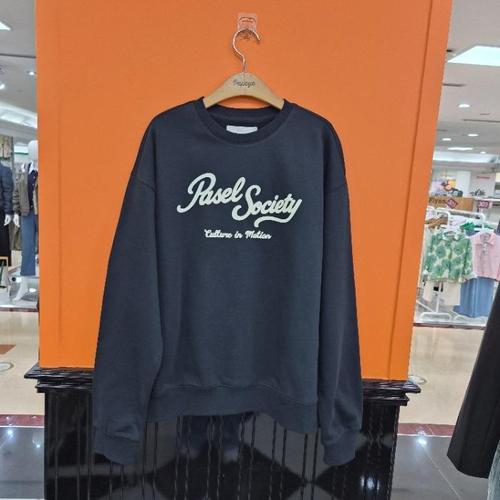 Pasel Society
Culture in Motion